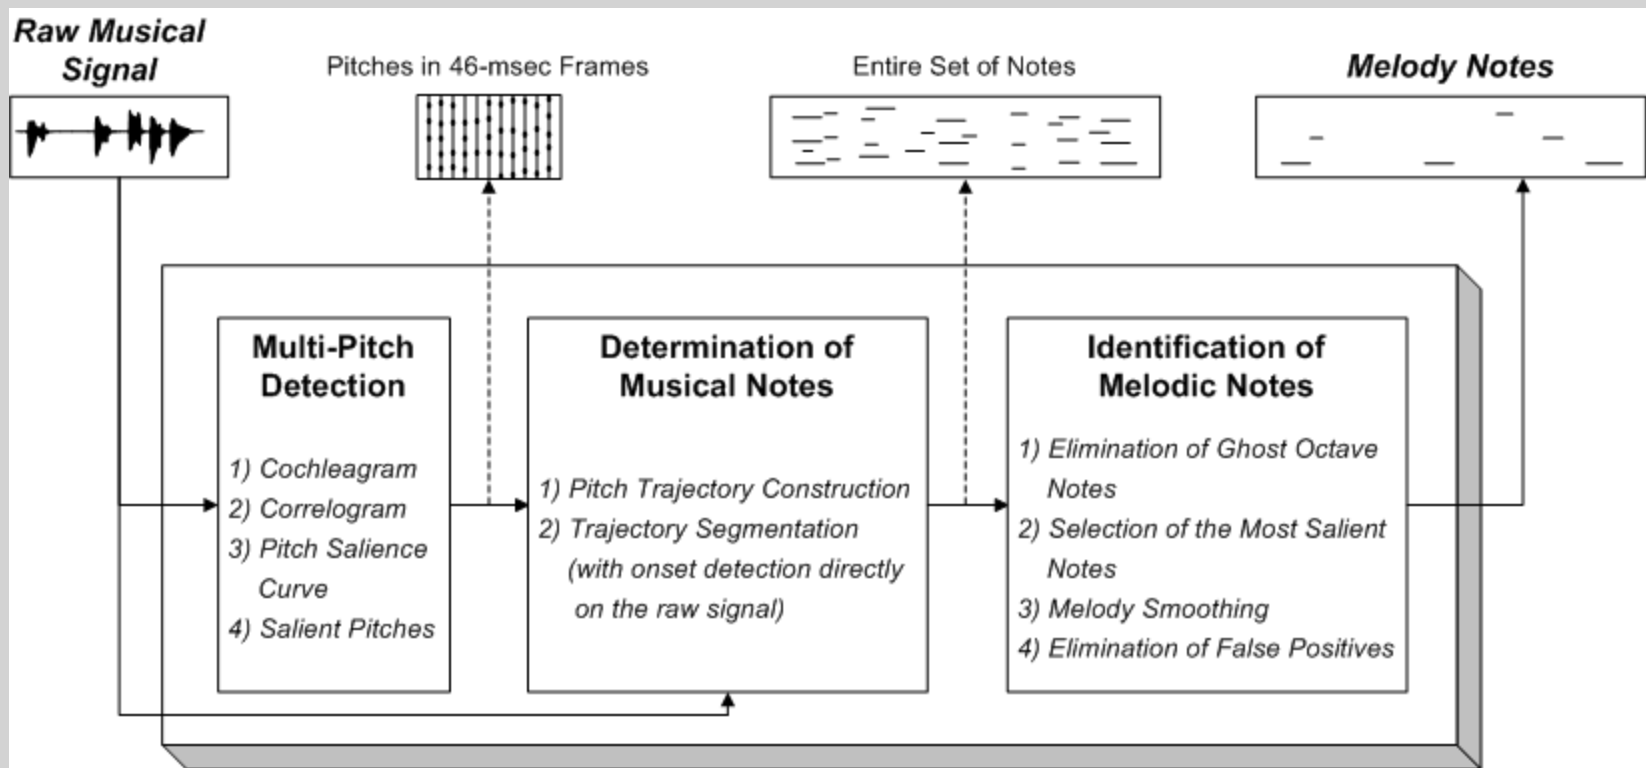 Raw Musical
Signal
Pitches in 46-msec Frames
Entire Set of Notes
Melody Notes
Multi-Pitch
Detection
1) Cochleagram
2) Correlogram
3) Pitch Salience
Curve
4) Salient Pitches
Determination of
Musical Notes
1) Pitch Trajectory Construction
2) Trajectory Segmentation
(with onset detection directly
on the raw signal)
Identification of
Melodic Notes
1) Elimination of Ghost Octave
Notes
2) Selection of the Most Salient
Notes
3) Melody Smoothing
4) Elimination of False Positives